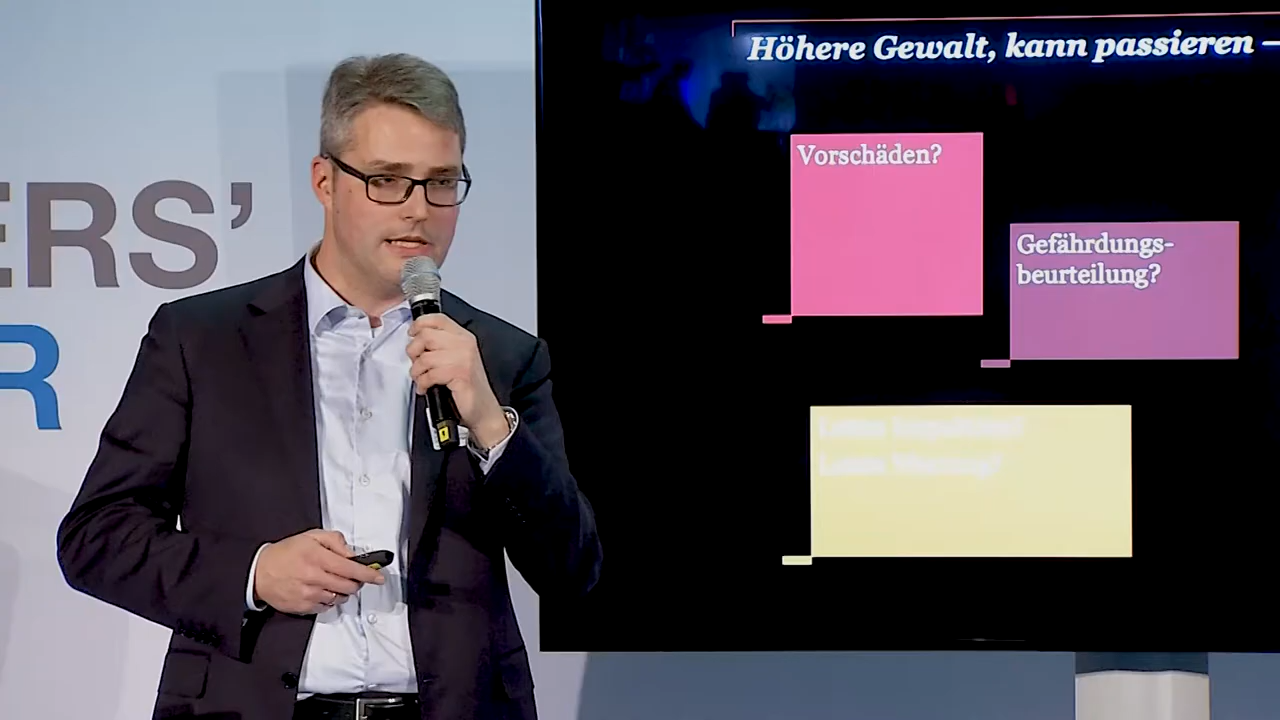 ERS’
R
Höhere Gewalt, kann passieren –
Vorschäden?
Gefährdungs-
beurteilung?